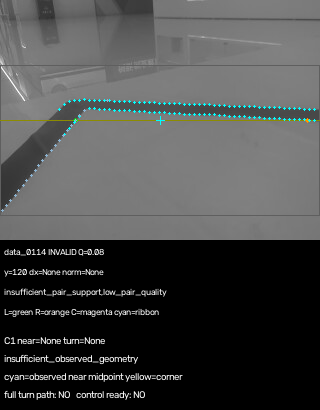 data_0114 INVALID Q=0.08
y=120 dx=None norm=None
insufficient_pair_support,low_pair_quality
L=green R=orange C=magenta cyan=ribbon
C1 near=None turn=None
insufficient_observed_geometry
cyan=observed near midpoint yellow=corner
full turn path: NO control ready: NO